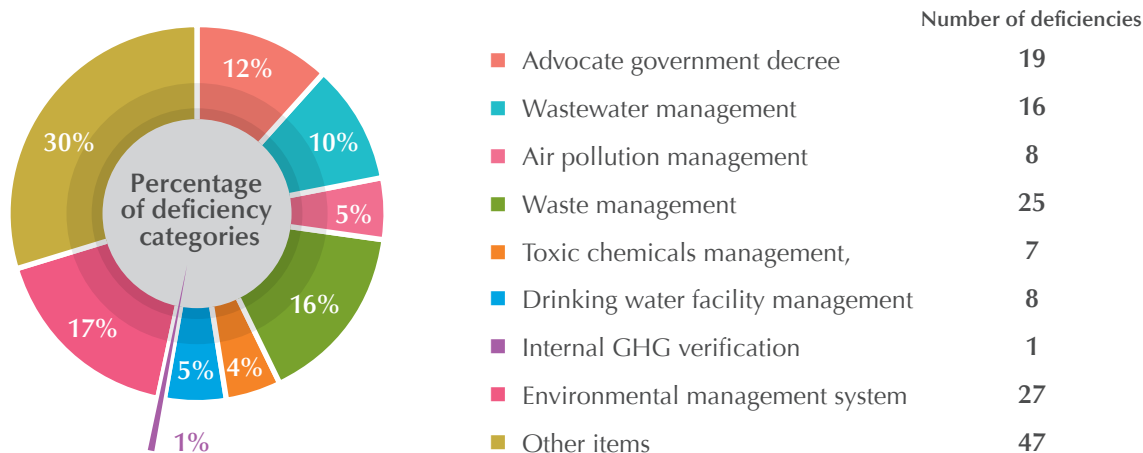 12%
10%
5%
16%
4%
5%
1%
17%
30%
Percentage
of deficiency
categories
Number of deficiencies
Advocate government decree 19
Wastewater management 16
Air pollution management 8
Waste management 25
Toxic chemicals management, 7
Drinking water facility management 8
Internal GHG verification 1
Environmental management system 27
Other items 47